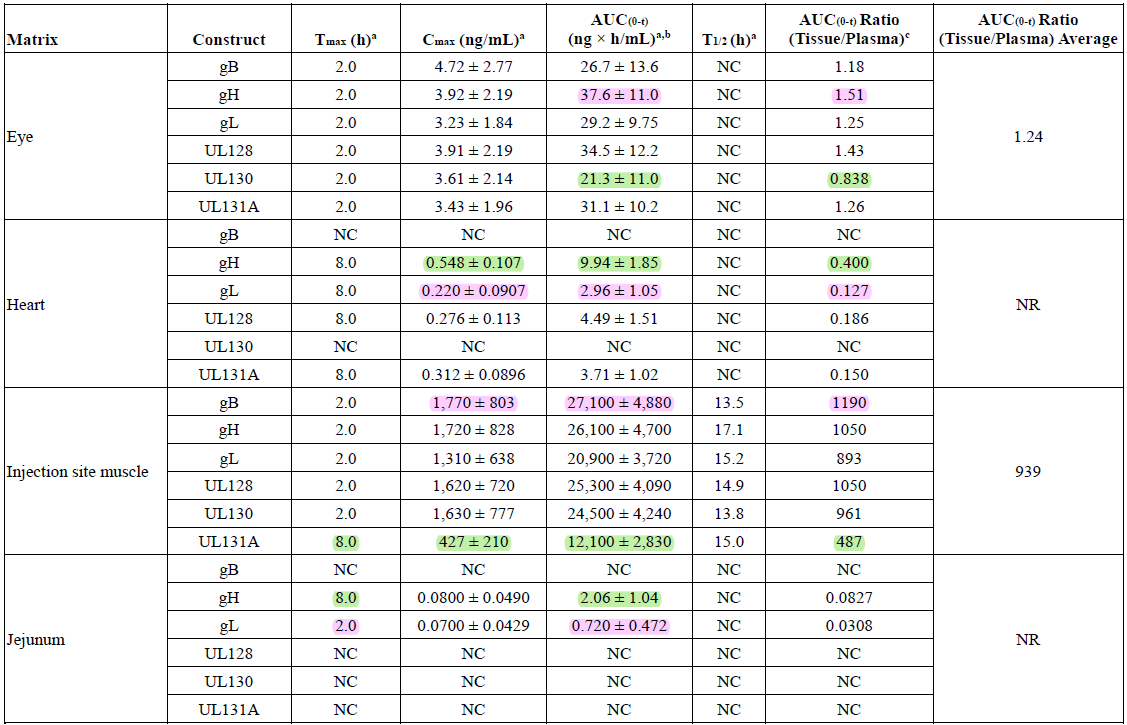 Matrix Construct Tmax (h)a Cmax (ng/mL)a AUC(0-t) (ng × h/mL)a,b T1/2 (h)a AUC(0-t) Ratio (Tissue/Plasma)c AUC(0-t) Ratio (Tissue/Plasma) Average
Eye gB 2.0 4.72 ± 2.77 26.7 ± 13.6 NC 1.18 1.24
gH 2.0 3.92 ± 2.19 37.6 ± 11.0 NC 1.51
gL 2.0 3.23 ± 1.84 29.2 ± 9.75 NC 1.25
UL128 2.0 3.91 ± 2.19 34.5 ± 12.2 NC 1.43
UL130 2.0 3.61 ± 2.14 21.3 ± 11.0 NC 0.838
UL131A 2.0 3.43 ± 1.96 31.1 ± 10.2 NC 1.26
Heart gB NC NC NC NC NC NR
gH 8.0 0.548 ± 0.107 9.94 ± 1.85 NC 0.400
gL 8.0 0.220 ± 0.0907 2.96 ± 1.05 NC 0.127
UL128 8.0 0.276 ± 0.113 4.49 ± 1.51 NC 0.186
UL130 NC NC NC NC NC
UL131A 8.0 0.312 ± 0.0896 3.71 ± 1.02 NC 0.150
Injection site muscle gB 2.0 1,770 ± 803 27,100 ± 4,880 13.5 1190 939
gH 2.0 1,720 ± 828 26,100 ± 4,700 17.1 1050
gL 2.0 1,310 ± 638 20,900 ± 3,720 15.2 893
UL128 2.0 1,620 ± 720 25,300 ± 4,090 14.9 1050
UL130 2.0 1,630 ± 777 24,500 ± 4,240 13.8 961
UL131A 8.0 427 ± 210 12,100 ± 2,830 15.0 487
Jejunum gB NC NC NC NC NC NR
gH 8.0 0.0800 ± 0.0490 2.06 ± 1.04 NC 0.0827
gL 2.0 0.0700 ± 0.0429 0.720 ± 0.472 NC 0.0308
UL128 NC NC NC NC NC
UL130 NC NC NC NC NC
UL131A NC NC NC NC NC